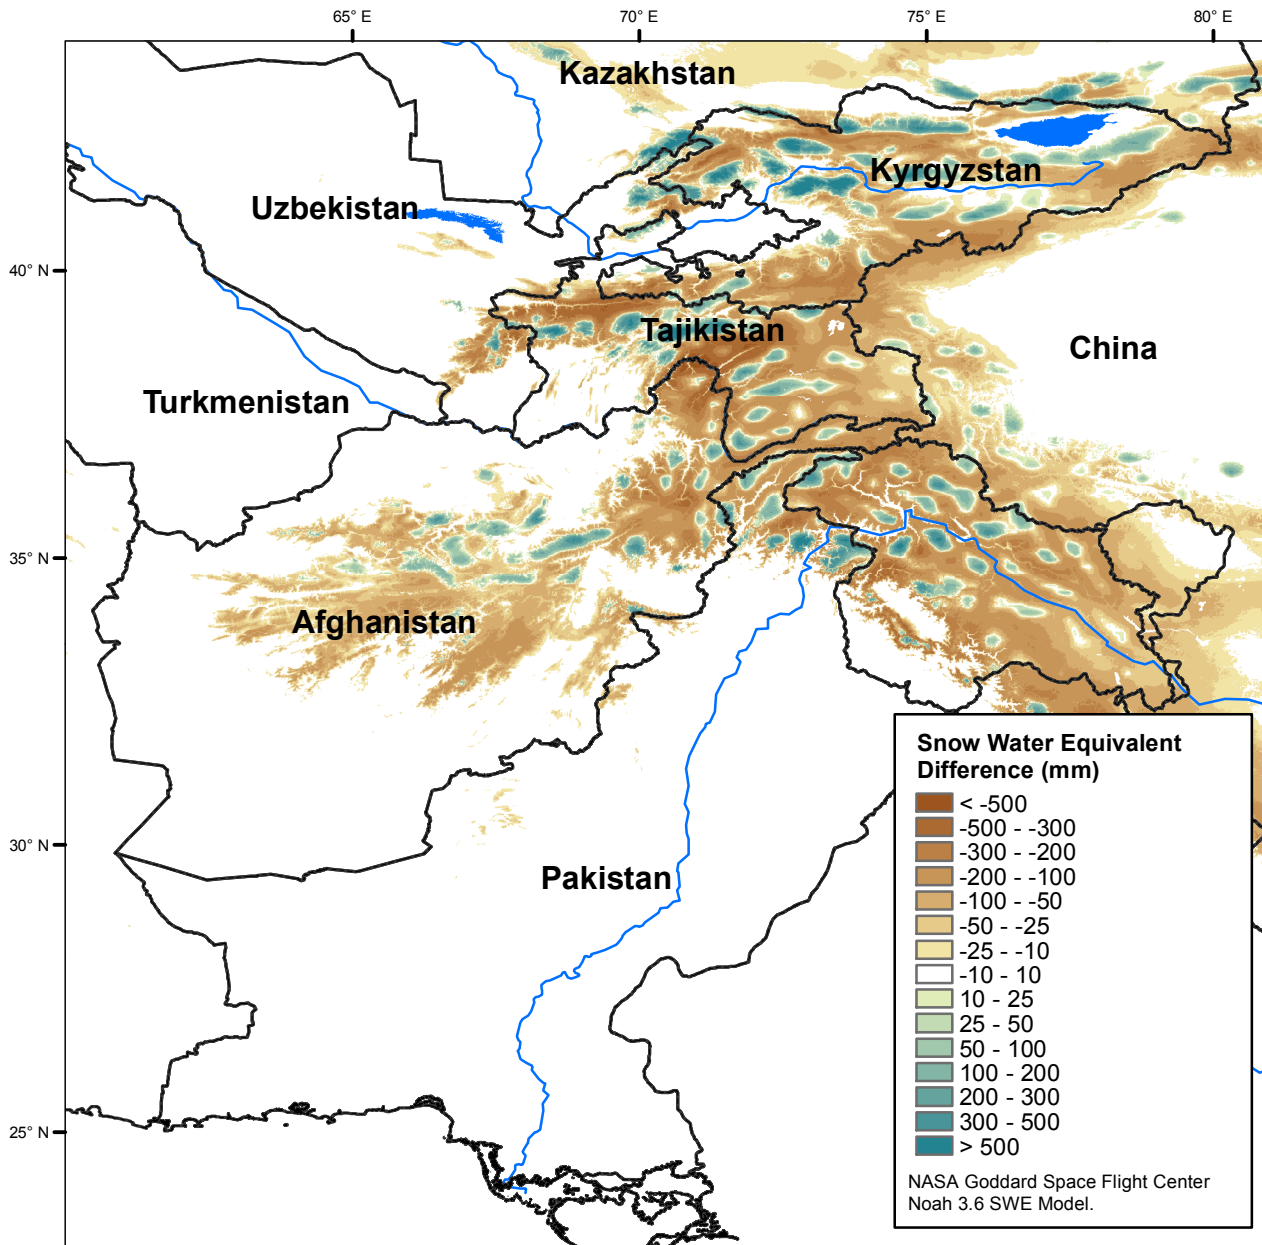 65° E
70° E
75° E
80° E
Kazakhstan
Kyrgyzstan
Uzbekistan
40° N
Tajikistan
China
Turkmenistan
35° N
Afghanistan
30° N
Pakistan
25° N
Snow Water Equivalent
Difference (mm)
< -500
-500 - -300
-300 - -200
-200 - -100
-100 - -50
-50 - -25
-25 - -10
-10 - 10
10 - 25
25 - 50
50 - 100
100 - 200
200 - 300
300 - 500
> 500
NASA Goddard Space Flight Center
Noah 3.6 SWE Model.